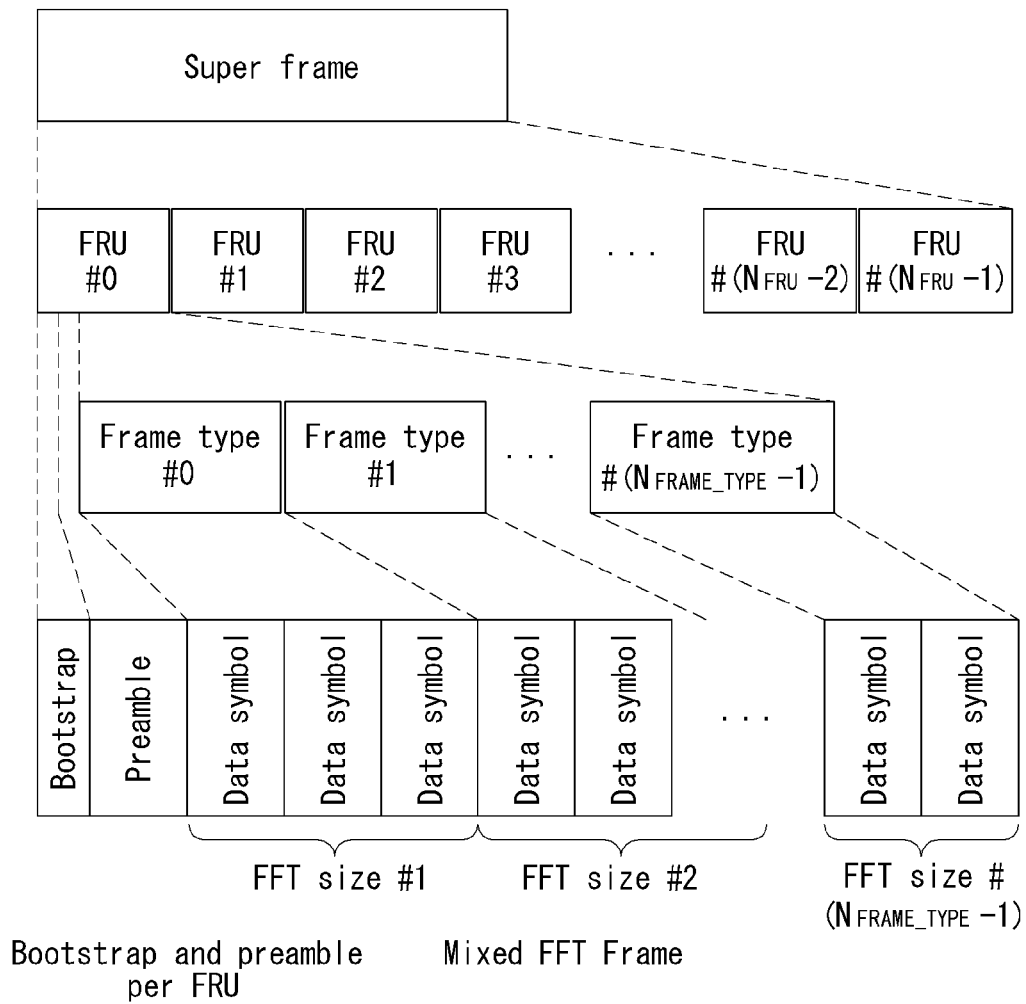 Super frame
FRU
#0
FRU
#1
FRU
#2
FRU
#3
...
FRU
#(NFRU -2)
FRU
#(NFRU -1)
Frame type
#0
Frame type
#1
...
Frame type
#(NFRAME_TYPE -1)
Bootstrap
Preamble
Data symbol
Data symbol
Data symbol
Data symbol
Data symbol
...
Data symbol
Data symbol
FFT size #1
FFT size #2
FFT size #
(NFRAME_TYPE -1)
Bootstrap and preamble
per FRU
Mixed FFT Frame